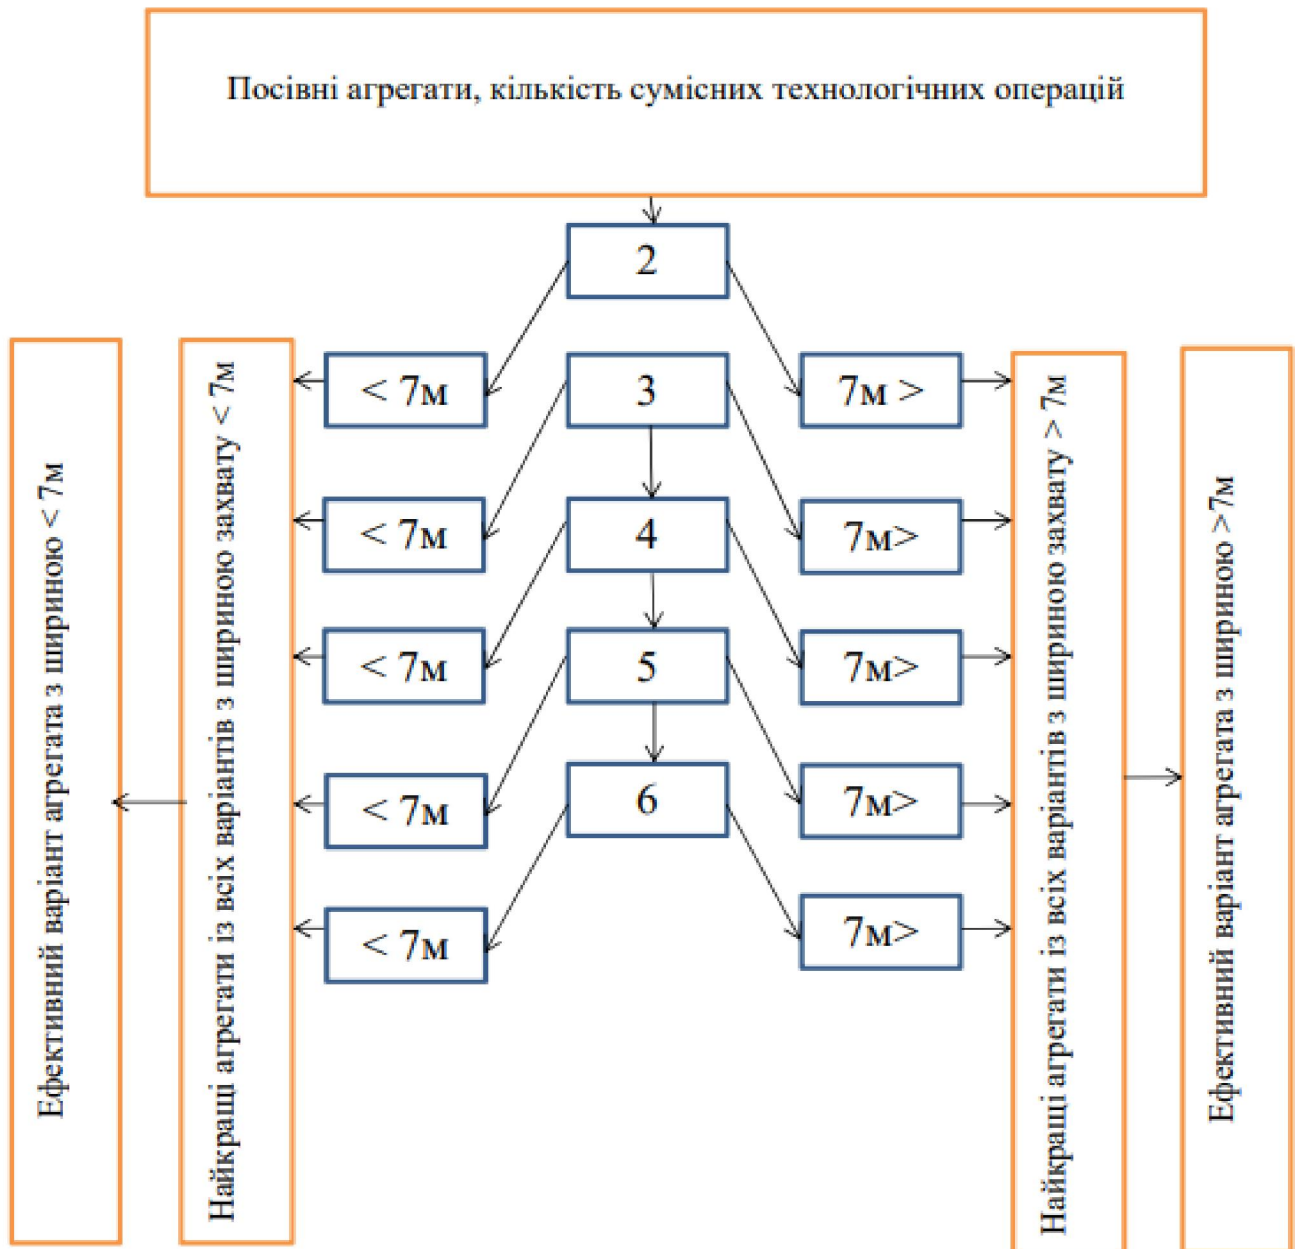 Посівні агрегати, кількість сумісних технологічних операцій
2
< 7м
3
7м >
< 7м
4
7м>
< 7м
5
7м>
< 7м
6
7м>
< 7м
7м>
Ефективний варіант агрегата з шириною < 7м
Найкращі агрегати із всіх варіантів з шириною захвату < 7м
Найкращі агрегати із всіх варіантів з шириною захвату > 7м
Ефективний варіант агрегата з шириною >7м